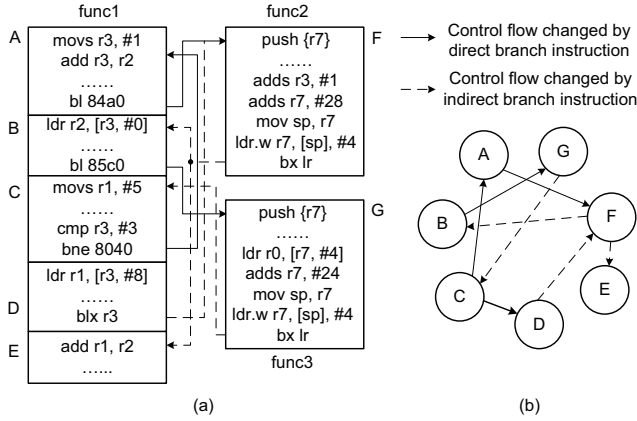 func1
A
movs r3, #1
add r3, r2
......
bl 84a0
B
ldr r2, [r3, #0]
......
bl 85c0
C
movs r1, #5
......
cmp r3, #3
bne 8040
ldr r1, [r3, #8]
......
D
blx r3
E
add r1, r2
…...
func2
F
push {r7}
......
adds r3, #1
adds r7, #28
mov sp, r7
ldr.w r7, [sp], #4
bx lr
G
push {r7}
......
ldr r0, [r7, #4]
adds r7, #24
mov sp, r7
ldr.w r7, [sp], #4
bx lr
func3
(a)
Control flow changed by
direct branch instruction
Control flow changed by
indirect branch instruction
A
G
B
F
C
D
E
(b)